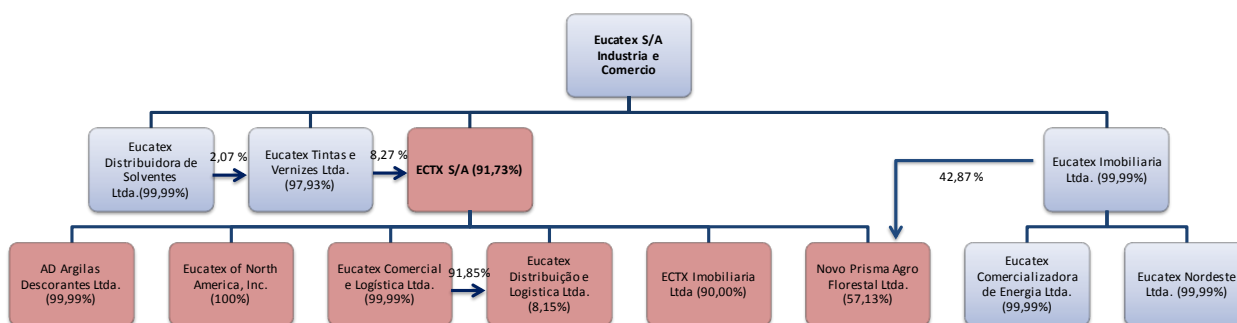 Eucatex S/A
Industria e
Comercio
Eucatex
Distribuidora de
Solventes
Ltda.(99,99%)
2,07 %
Eucatex Tintas e
Vernizes Ltda.
(97,93%)
8,27 %
ECTX S/A (91,73%)
42,87 %
Eucatex Imobiliaria
Ltda. (99,99%)
AD Argilas
Descorantes Ltda.
(99,99%)
Eucatex of North
America, Inc.
(100%)
Eucatex Comercial
e Logística Ltda.
(99,99%)
91,85%
Eucatex
Distribuição e
Logistica Ltda.
(8,15%)
ECTX Imobiliaria
Ltda (90,00%)
Novo Prisma Agro
Florestal Ltda.
(57,13%)
Eucatex
Comercializadora
de Energia Ltda.
(99,99%)
Eucatex Nordeste
Ltda. (99,99%)